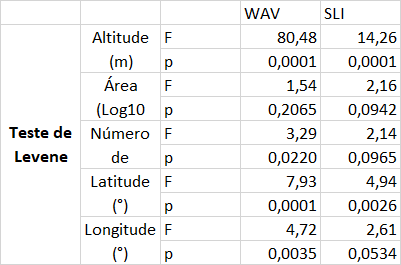 WAV SLI
Altitude F 80,48 14,26
(m) p 0,0001 0,0001
Área F 1,54 2,16
(Log10 p 0,2065 0,0942
Teste de Levene
Número F 3,29 2,14
de p 0,0220 0,0965
Latitude F 7,93 4,94
(°) p 0,0001 0,0026
Longitude F 4,72 2,61
(°) p 0,0035 0,0534